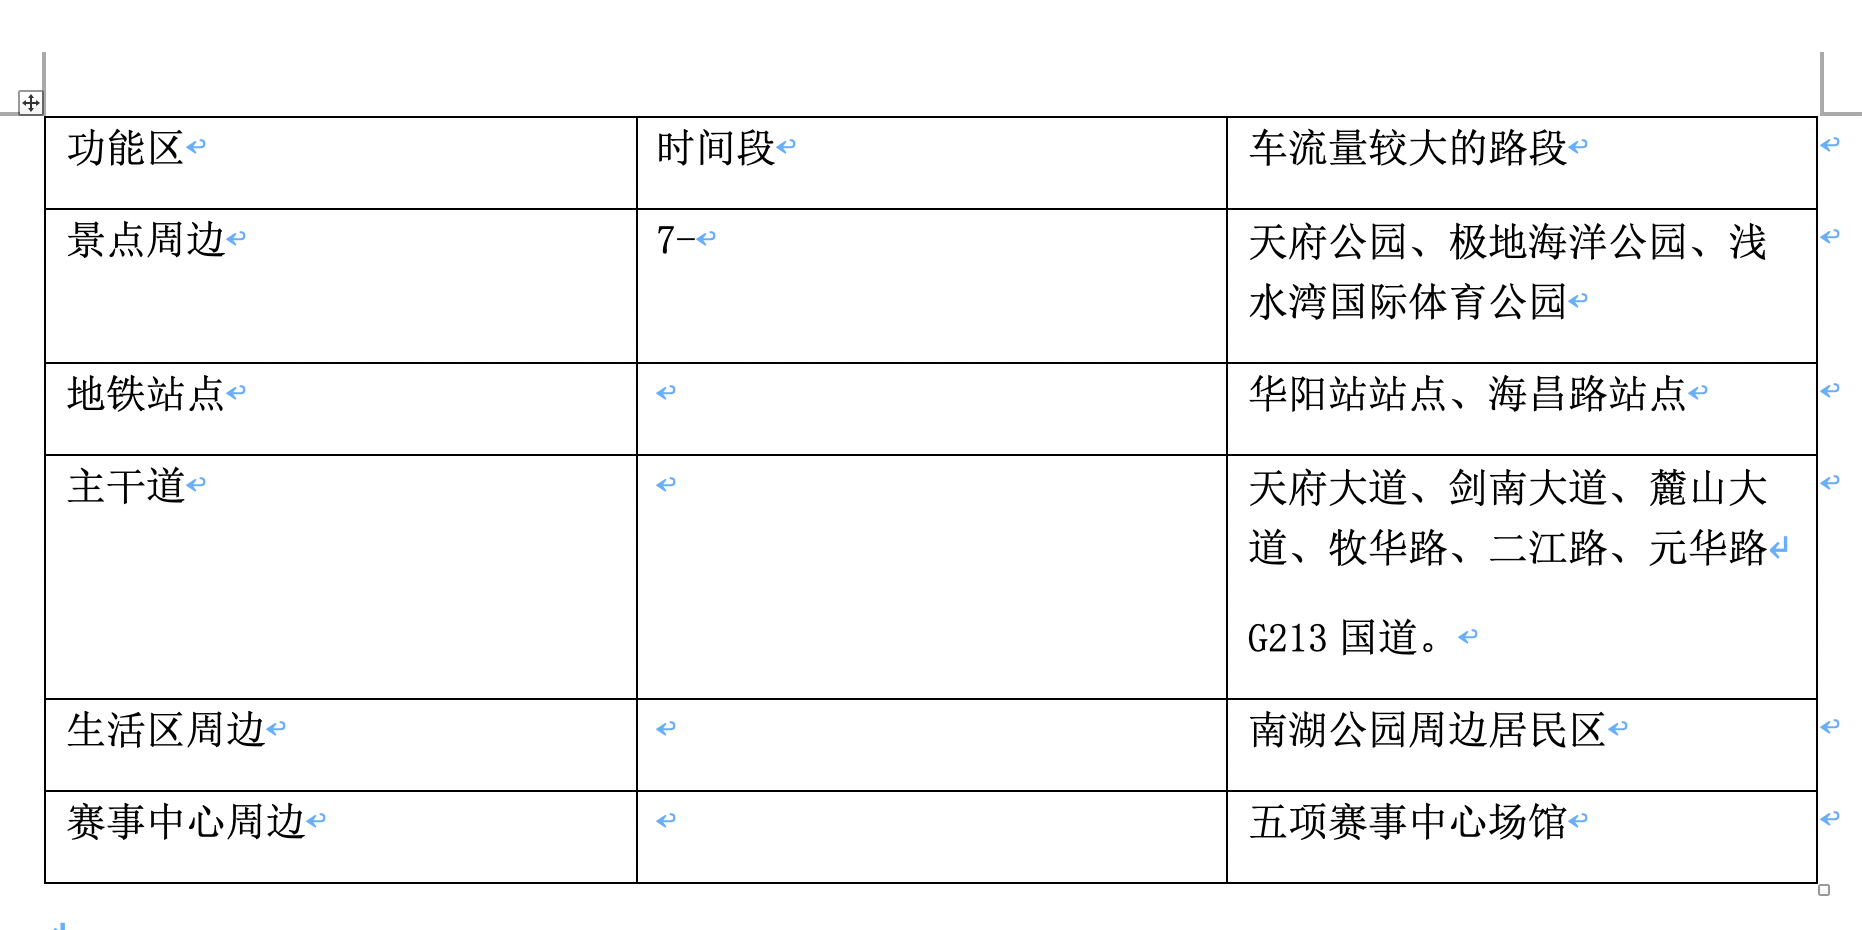 功能区 时间段 车流量较大的路段
景点周边 7- 天府公园、极地海洋公园、浅
水湾国际体育公园
地铁站点 华阳站站点、海昌路站点
主干道 天府大道、剑南大道、麓山大
道、牧华路、二江路、元华路
G213 国道。
生活区周边 南湖公园周边居民区
赛事中心周边 五项赛事中心场馆